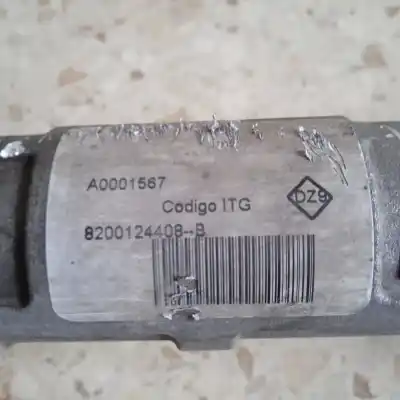 A0001567
Codigo ITG
DZ9
8200124408--B